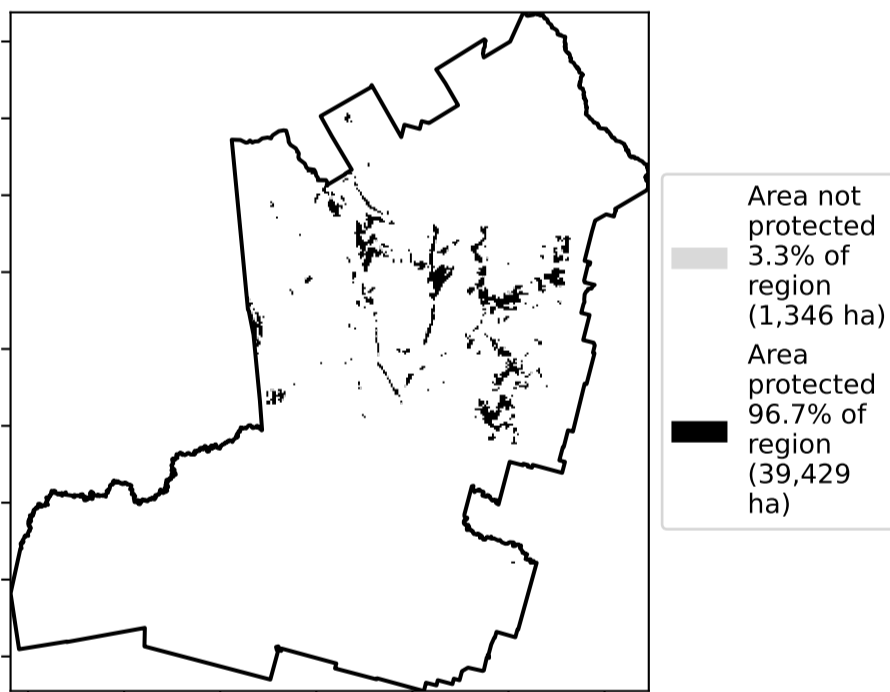 Area not
protected
3.3% of
region
(1,346 ha)
Area
protected
96.7% of
region
(39,429
ha)